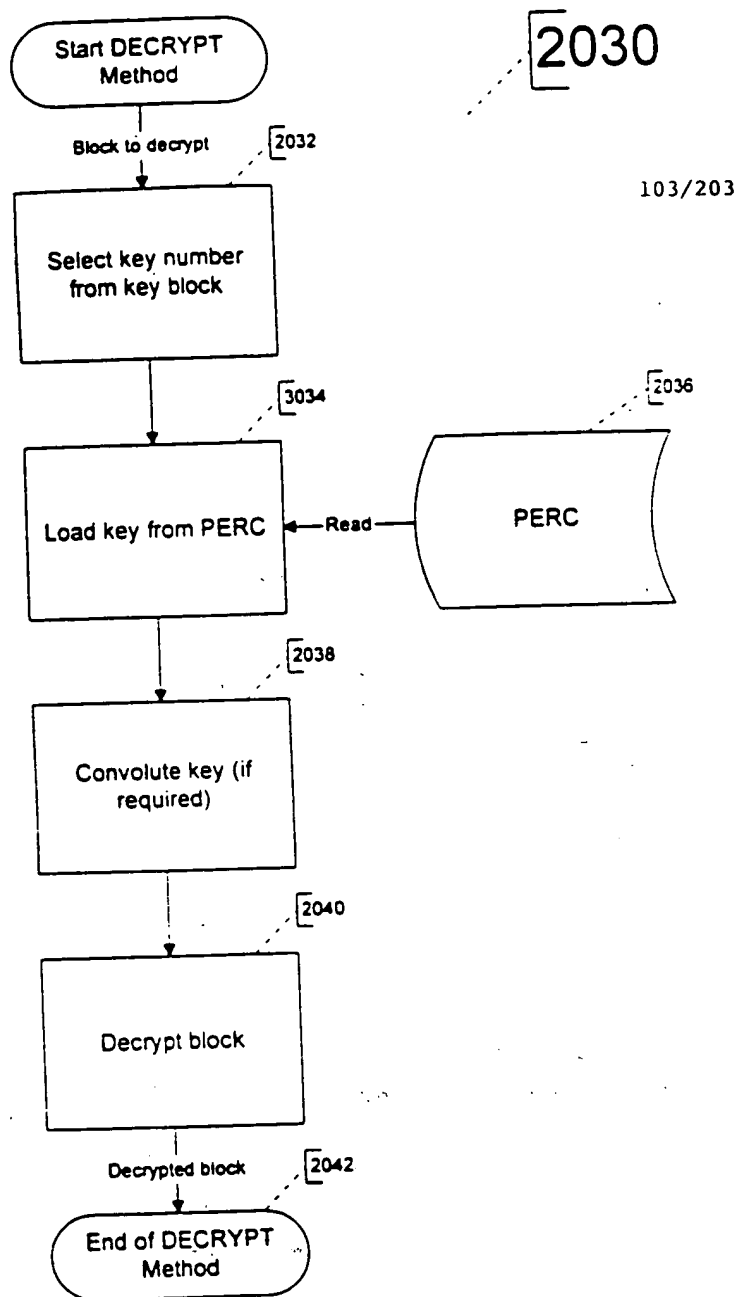 Start DECRYPT
Method
2030
Block to decrypt
2032
103/203
Select key number
from key block
3034
2036
Load key from PERC
Read
PERC
2038
Convolute key (if
required)
2040
Decrypt block
Decrypted block
2042
End of DECRYPT
Method